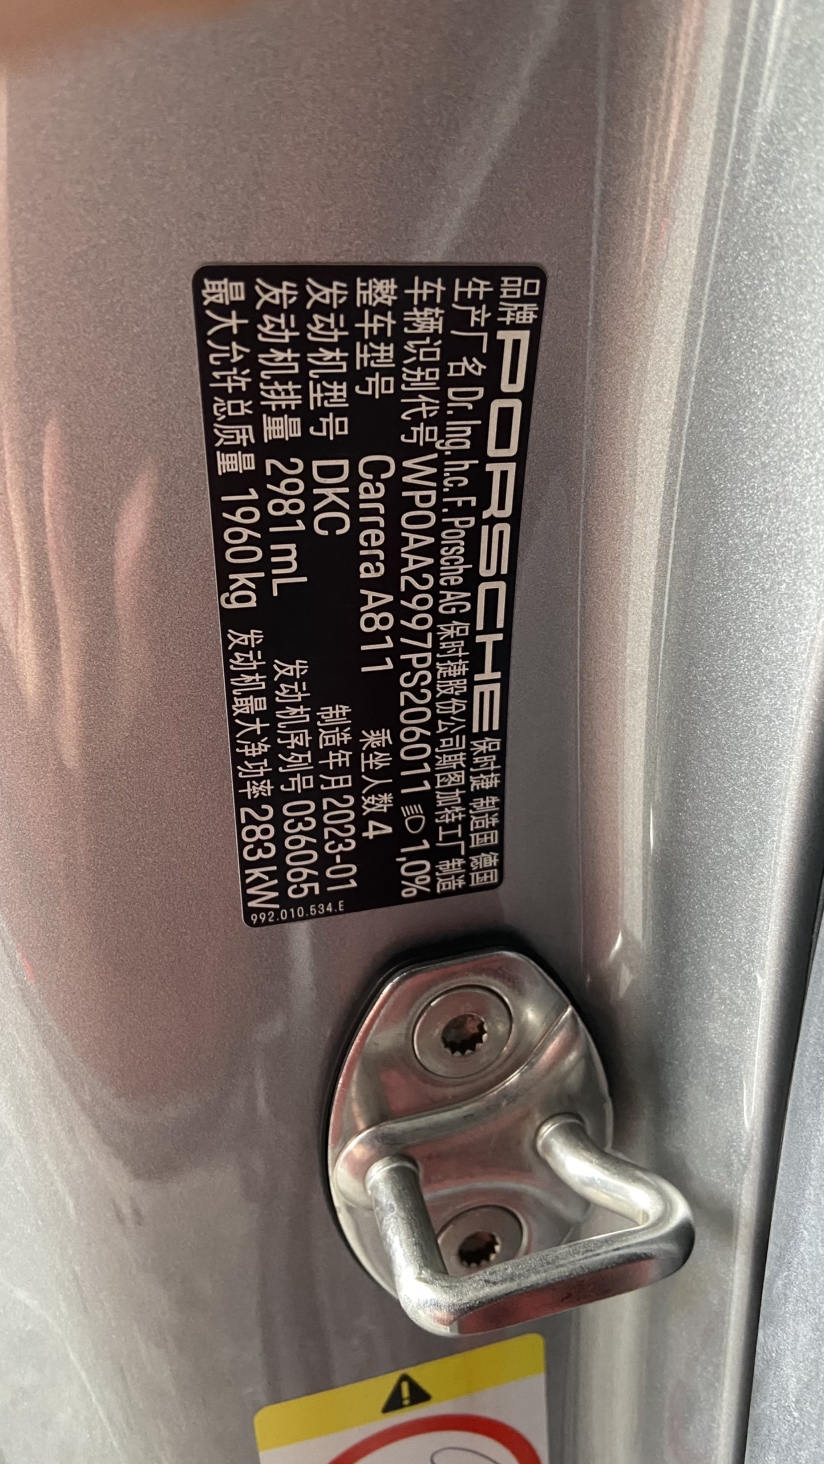 品牌 PORSCHE 保时捷 制造国 德国
生产厂名 Dr. Ing. h.c. F. Porsche AG 保时捷股份公司斯图加特工厂制造
车辆识别代号 WP0AA2997PS206011 1,0%
整车型号 Carrera A811 乘坐人数 4
发动机型号 DKC 制造年月 2023-01
发动机排量 2981 mL 发动机序列号 036065
最大允许总质量 1960 kg 发动机最大净功率 283 kW
992.010.534.E